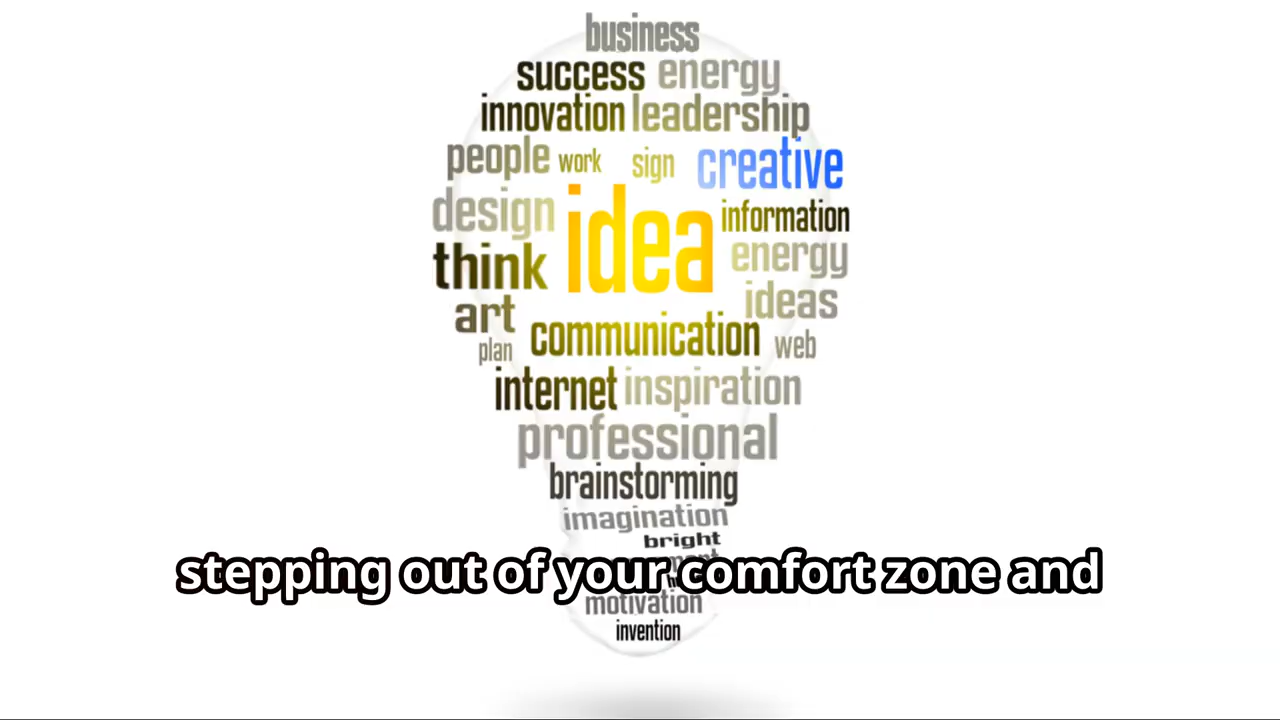 business
success energy
innovation leadership
people work sign creative
design idea information
think energy
art ideas
communication
plan web
internet inspiration
professional
brainstorming
imagination
bright
stepping out of your comfort zone and
motivation
invention